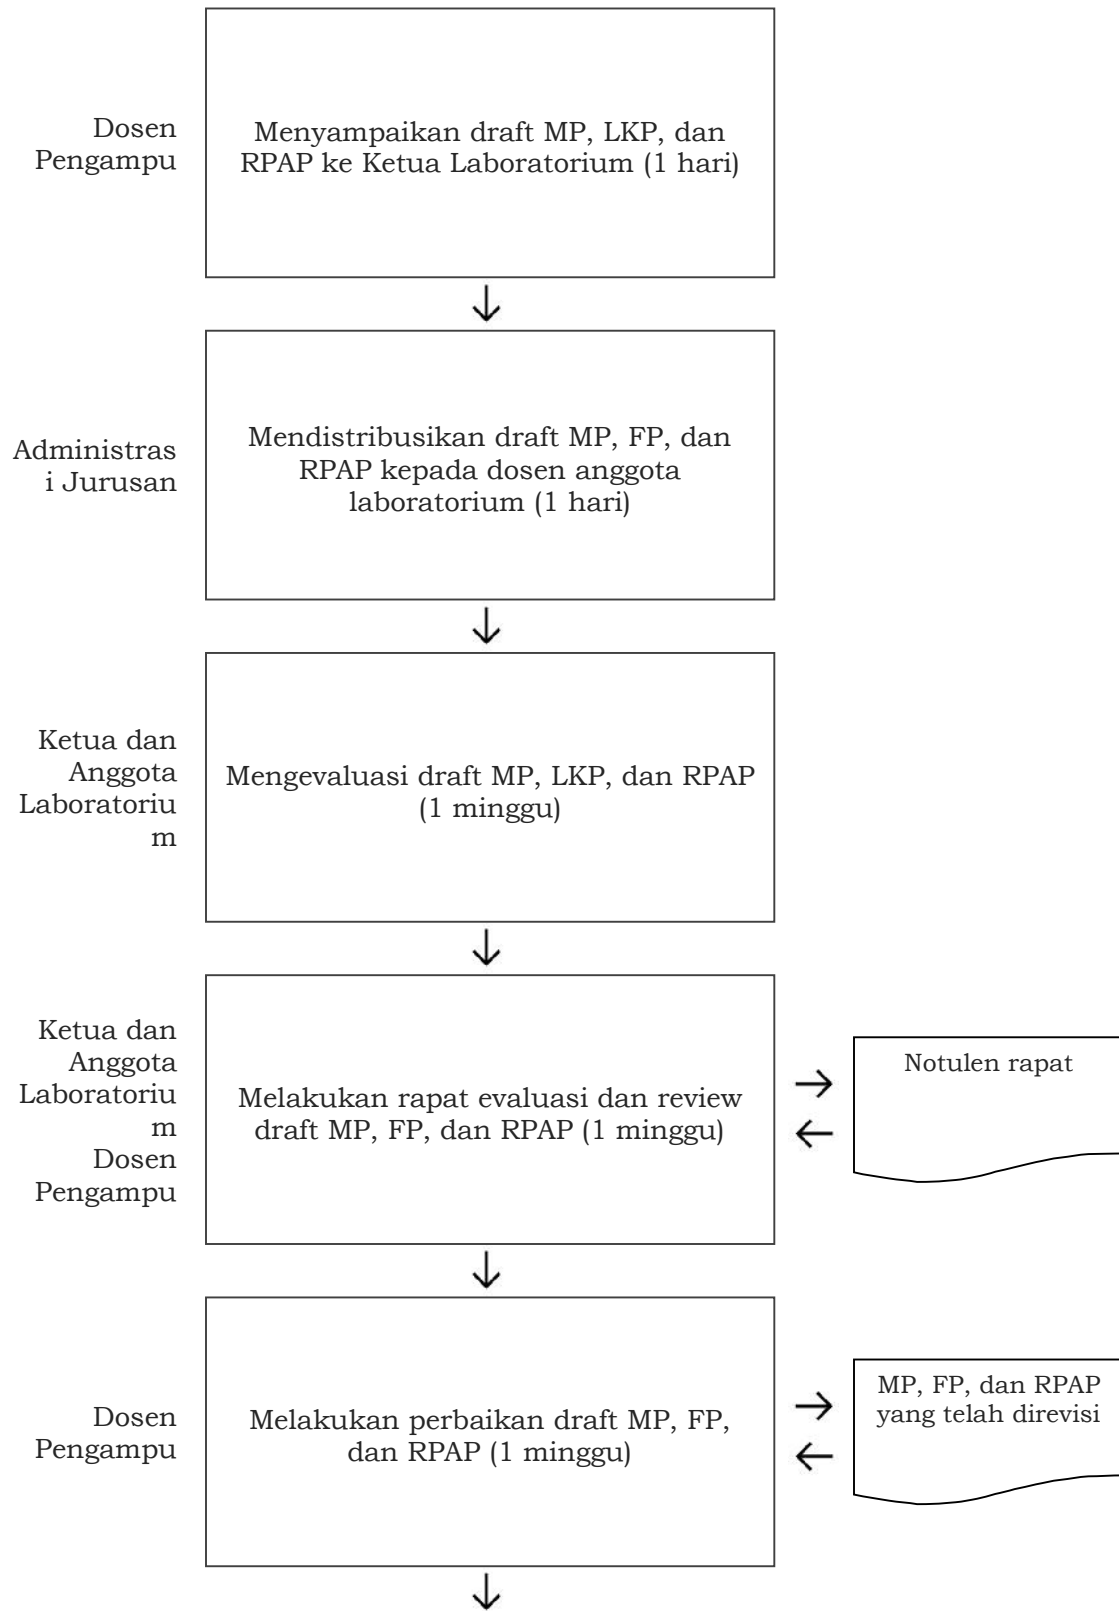 Dosen
Pengampu
Menyampaikan draft MP, LKP, dan
RPAP ke Ketua Laboratorium (1 hari)
Administras
i Jurusan
Mendistribusikan draft MP, FP, dan
RPAP kepada dosen anggota
laboratorium (1 hari)
Ketua dan
Anggota
Laboratoriu
m
Mengevaluasi draft MP, LKP, dan RPAP
(1 minggu)
Ketua dan
Anggota
Laboratoriu
m
Dosen
Pengampu
Melakukan rapat evaluasi dan review
draft MP, FP, dan RPAP (1 minggu)
Notulen rapat
Dosen
Pengampu
Melakukan perbaikan draft MP, FP,
dan RPAP (1 minggu)
MP, FP, dan RPAP
yang telah direvisi